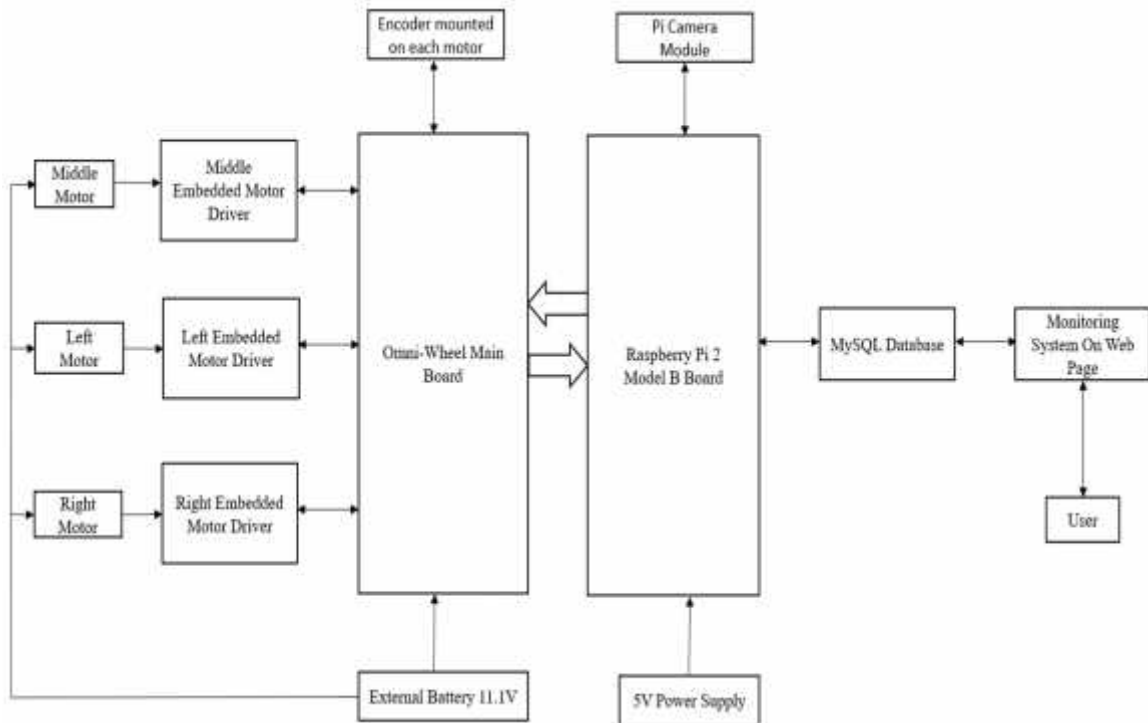 Encoder mounted
on each motor
Pi Camera
Module
Middle
Motor
Middle
Embedded Motor
Driver
Left
Motor
Left Embedded
Motor Driver
Right
Motor
Right Embedded
Motor Driver
Omni-Wheel Main
Board
Raspberry Pi 2
Model B Board
MySQL Database
Monitoring
System On Web
Page
User
External Battery 11.1V
5V Power Supply